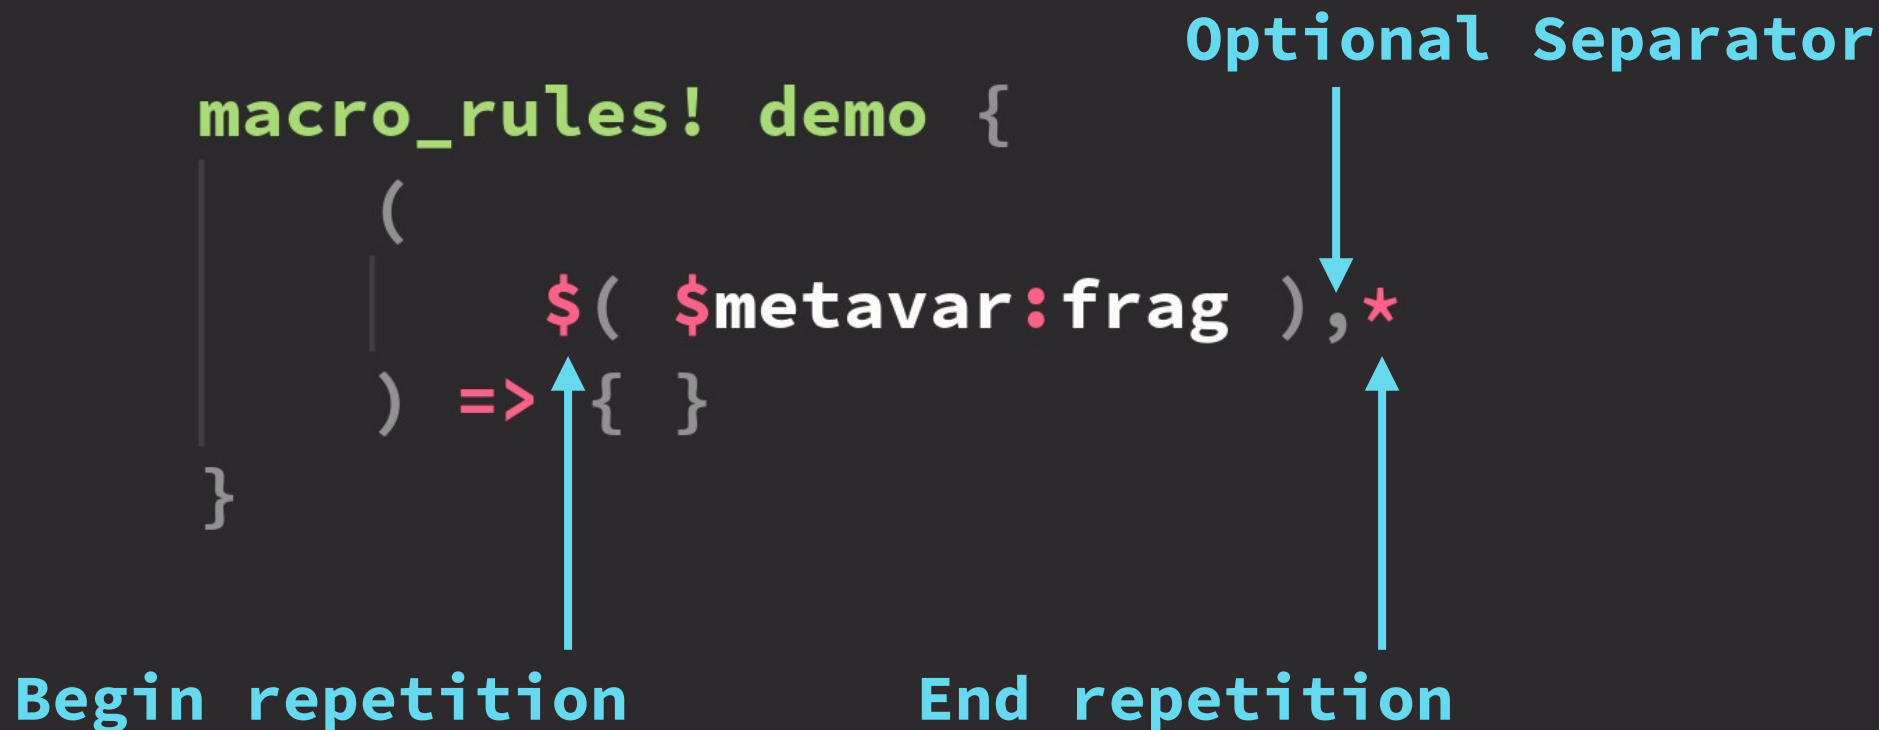 Optional Separator
macro_rules! demo {
(
$( $metavar:frag ),*
) => { }
}
Begin repetition
End repetition